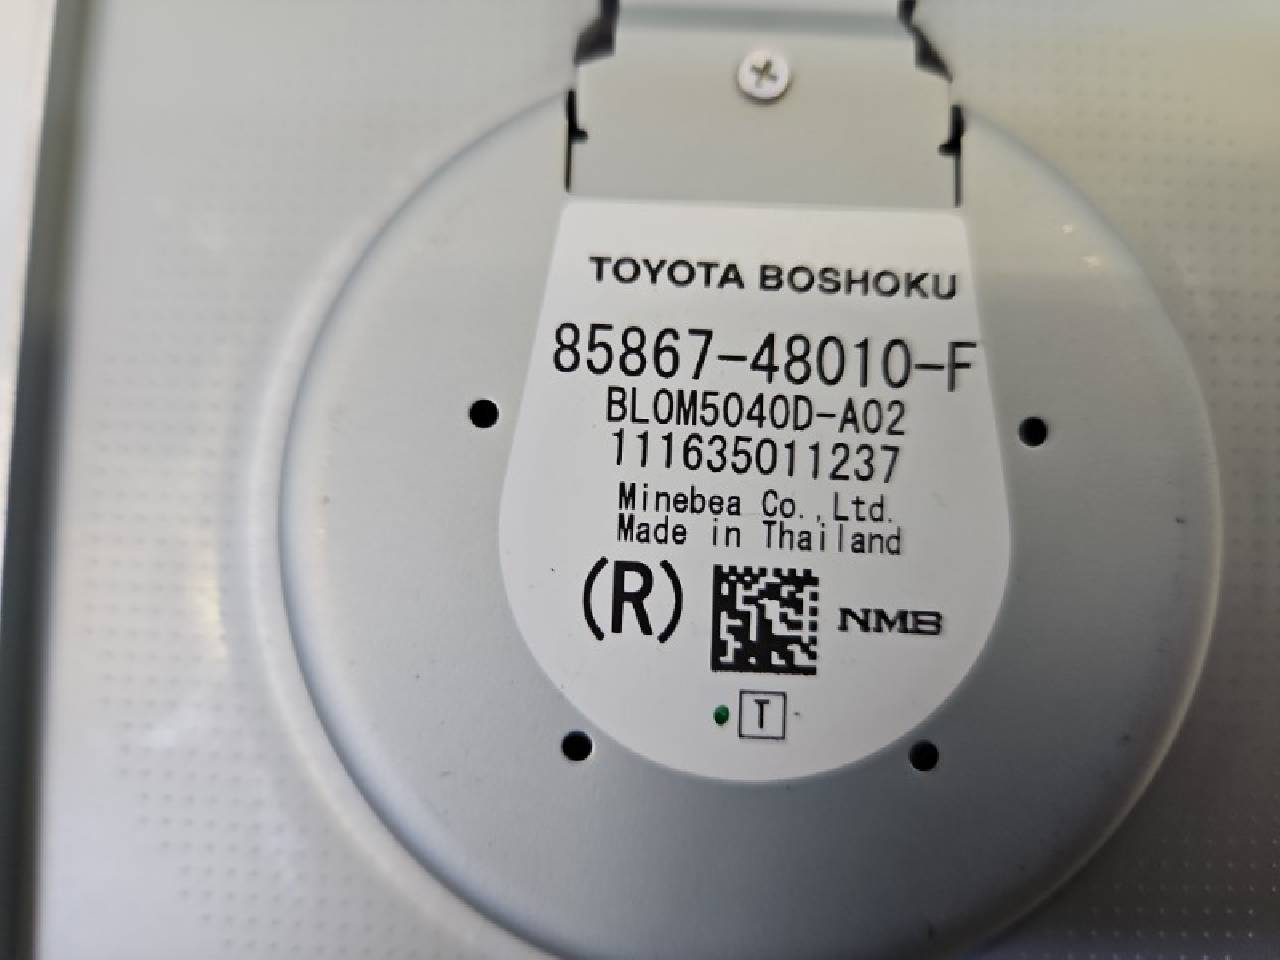 TOYOTA BOSHOKU
85867-48010-F
BLOM5040D-A02
111635011237
Minebea Co.,Ltd.
Made in Thailand
(R) NMB
T